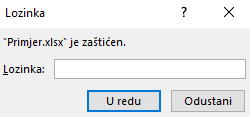 Lozinka
? ×
"Primjer.xlsx" je zaštićen.
Lozinka:
U redu
Odustani